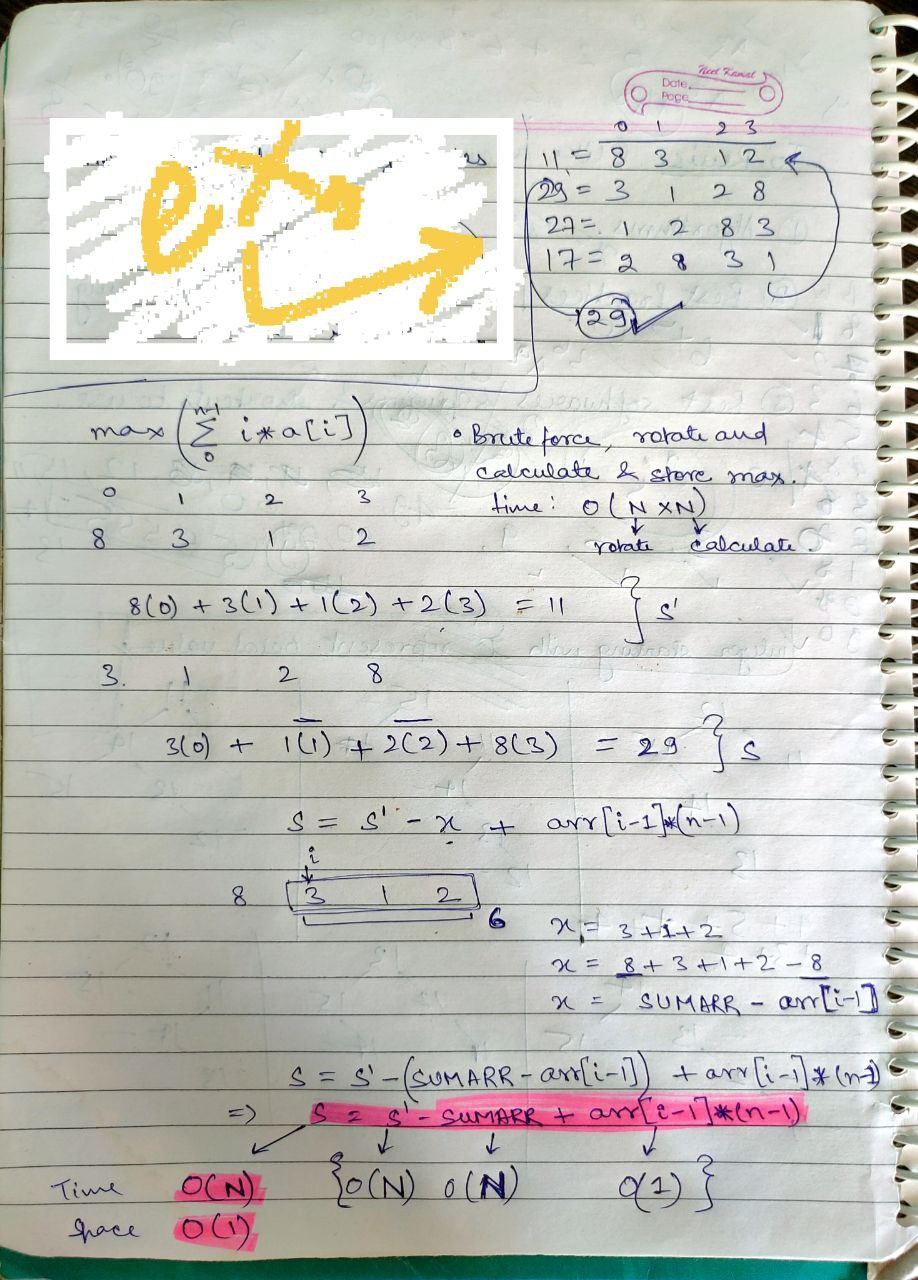 Neel Kamal
Date
Page
ext
0 1 2 3
11 = 8 3 1 2
29 = 3 1 2 8
27 = 1 2 8 3
17 = 2 8 3 1
29
max ( n-1 Σ 0 i * a[i] )
0 1 2 3
8 3 1 2
• Brute force, rotate and
calculate & store max.
time: O(N×N)
rotate calculate.
8(0) + 3(1) + 1(2) + 2(3) = 11 } S'
3. 1 2 8
3(0) + 1(1) + 2(2) + 8(3) = 29 } S
S = S' - x + arr[i-1]*(n-1)
i
8 3 1 2
6
x = 3+1+2
x = 8+3+1+2-8
x = SUMARR - arr[i-1]
S = S' - (SUMARR - arr[i-1]) + arr[i-1]*(n-1)
=> S = S' - SUMARR + arr[i-1]*(n-1)
Time O(N) {O(N) O(N) O(1)}
Space O(1)